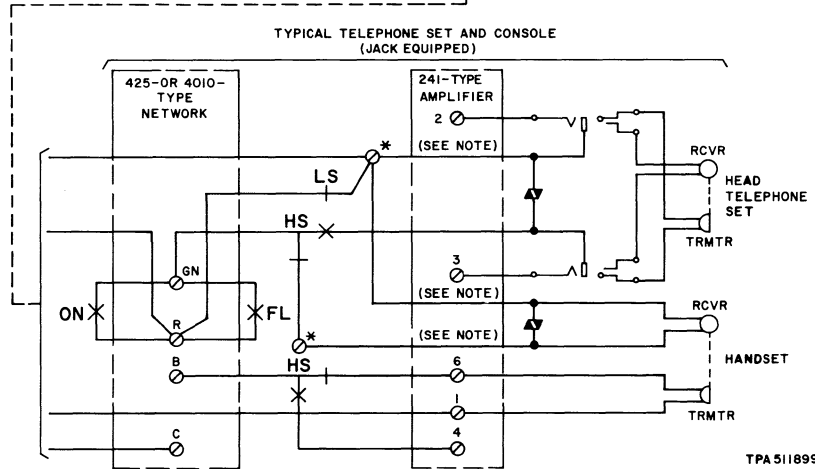 TYPICAL TELEPHONE SET AND CONSOLE
(JACK EQUIPPED)
425-OR 4010-
TYPE
NETWORK
241-TYPE
AMPLIFIER
2
(SEE NOTE)
*
LS
HS
RCVR
HEAD
TELEPHONE
SET
TRMTR
GN
3
(SEE NOTE)
ON
FL
R
(SEE NOTE)
*
RCVR
HANDSET
B
HS
6
1
TRMTR
C
4
TPA 511899